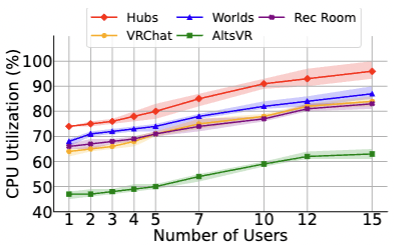 Hubs Worlds Rec Room
VRChat AltsVR
CPU Utilization (%)
100
90
80
70
60
50
40
1 2 3 4 5 7 10 12 15
Number of Users